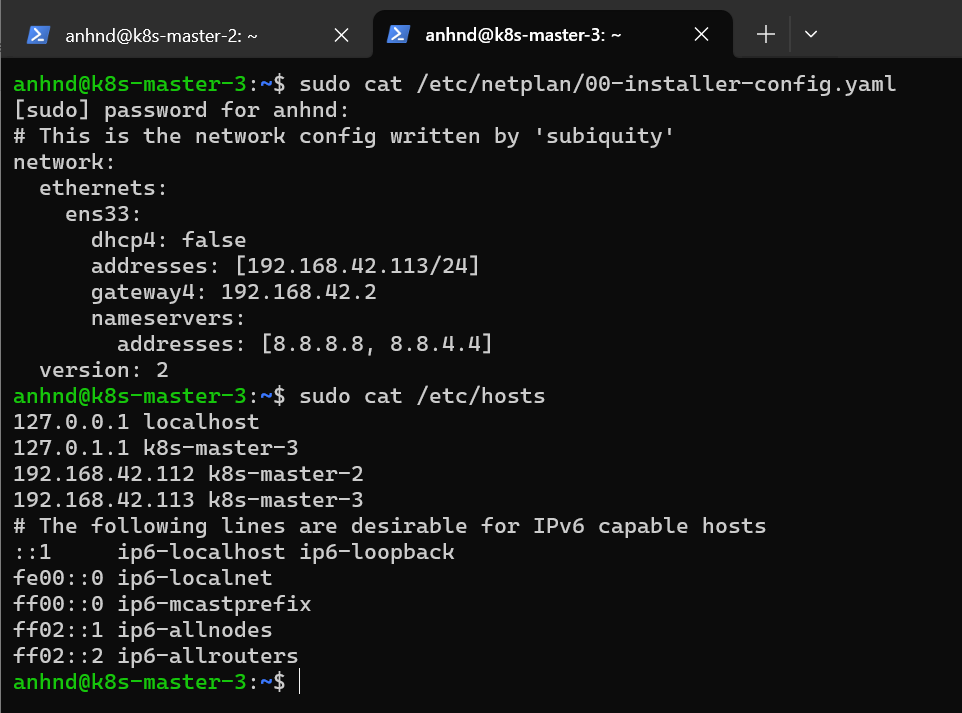 anhnd@k8s-master-2: ~
anhnd@k8s-master-3: ~
anhnd@k8s-master-3:~$ sudo cat /etc/netplan/00-installer-config.yaml
[sudo] password for anhnd:
# This is the network config written by 'subiquity'
network:
  ethernets:
    ens33:
      dhcp4: false
      addresses: [192.168.42.113/24]
      gateway4: 192.168.42.2
      nameservers:
        addresses: [8.8.8.8, 8.8.4.4]
  version: 2
anhnd@k8s-master-3:~$ sudo cat /etc/hosts
127.0.0.1 localhost
127.0.1.1 k8s-master-3
192.168.42.112 k8s-master-2
192.168.42.113 k8s-master-3
# The following lines are desirable for IPv6 capable hosts
::1     ip6-localhost ip6-loopback
fe00::0 ip6-localnet
ff00::0 ip6-mcastprefix
ff02::1 ip6-allnodes
ff02::2 ip6-allrouters
anhnd@k8s-master-3:~$